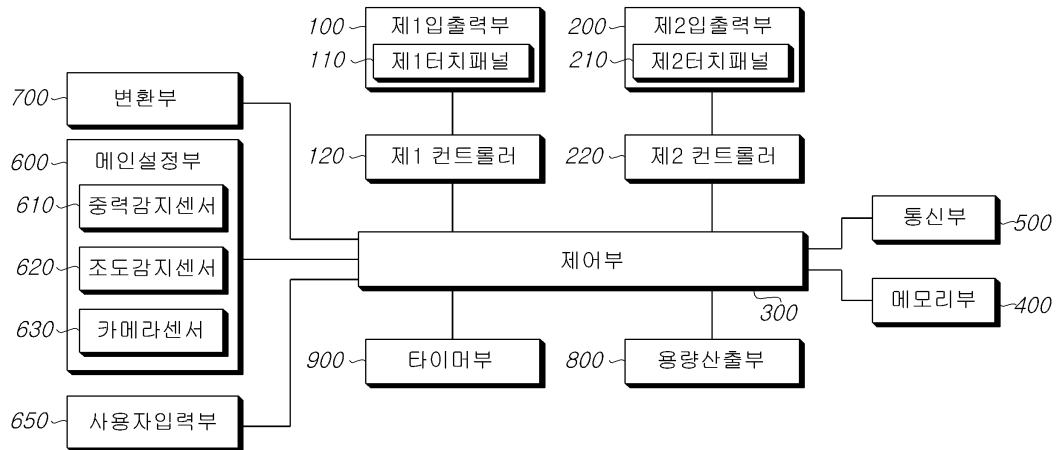 100 제1입출력부
110 제1터치패널
200 제2입출력부
210 제2터치패널
700 변환부
120 제1 컨트롤러
220 제2 컨트롤러
600 메인설정부
610 중력감지센서
620 조도감지센서
630 카메라센서
제어부
300
통신부
500
메모리부
400
900 타이머부
800 용량산출부
650 사용자입력부